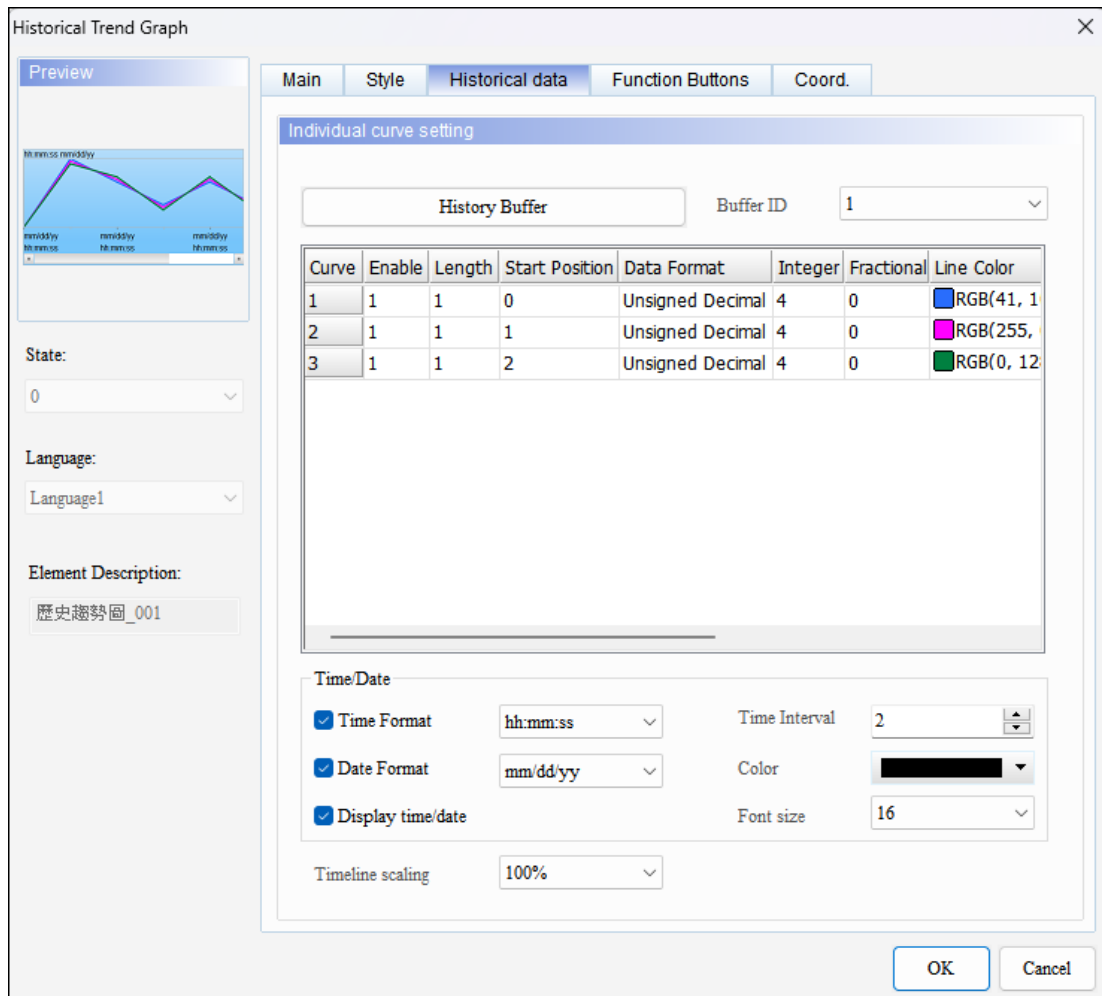 Historical Trend Graph
Preview
hh:mm:ss mm/dd/yy
mm/dd/yy mm/dd/yy mm/dd/yy
hh:mm:ss hh:mm:ss hh:mm:ss
State:
0
Language:
Language1
Element Description:
歷史趨勢圖_001
Main Style Historical data Function Buttons Coord.
Individual curve setting
History Buffer Buffer ID 1
Curve Enable Length Start Position Data Format Integer Fractional Line Color
1 1 1 0 Unsigned Decimal 4 0 RGB(41, 1
2 1 1 1 Unsigned Decimal 4 0 RGB(255,
3 1 1 2 Unsigned Decimal 4 0 RGB(0, 12
Time/Date
Time Format hh:mm:ss Time Interval 2
Date Format mm/dd/yy Color
Display time/date Font size 16
Timeline scaling 100%
OK Cancel